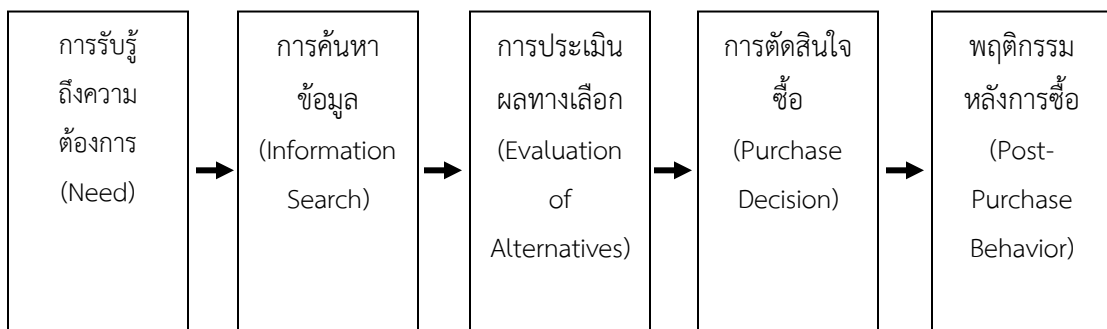 การรับรู้
ถึงความ
ต้องการ
(Need)
การค้นหา
ข้อมูล
(Information
Search)
การประเมิน
ผลทางเลือก
(Evaluation
of
Alternatives)
การตัดสินใจ
ซื้อ
(Purchase
Decision)
พฤติกรรม
หลังการซื้อ
(Post-
Purchase
Behavior)